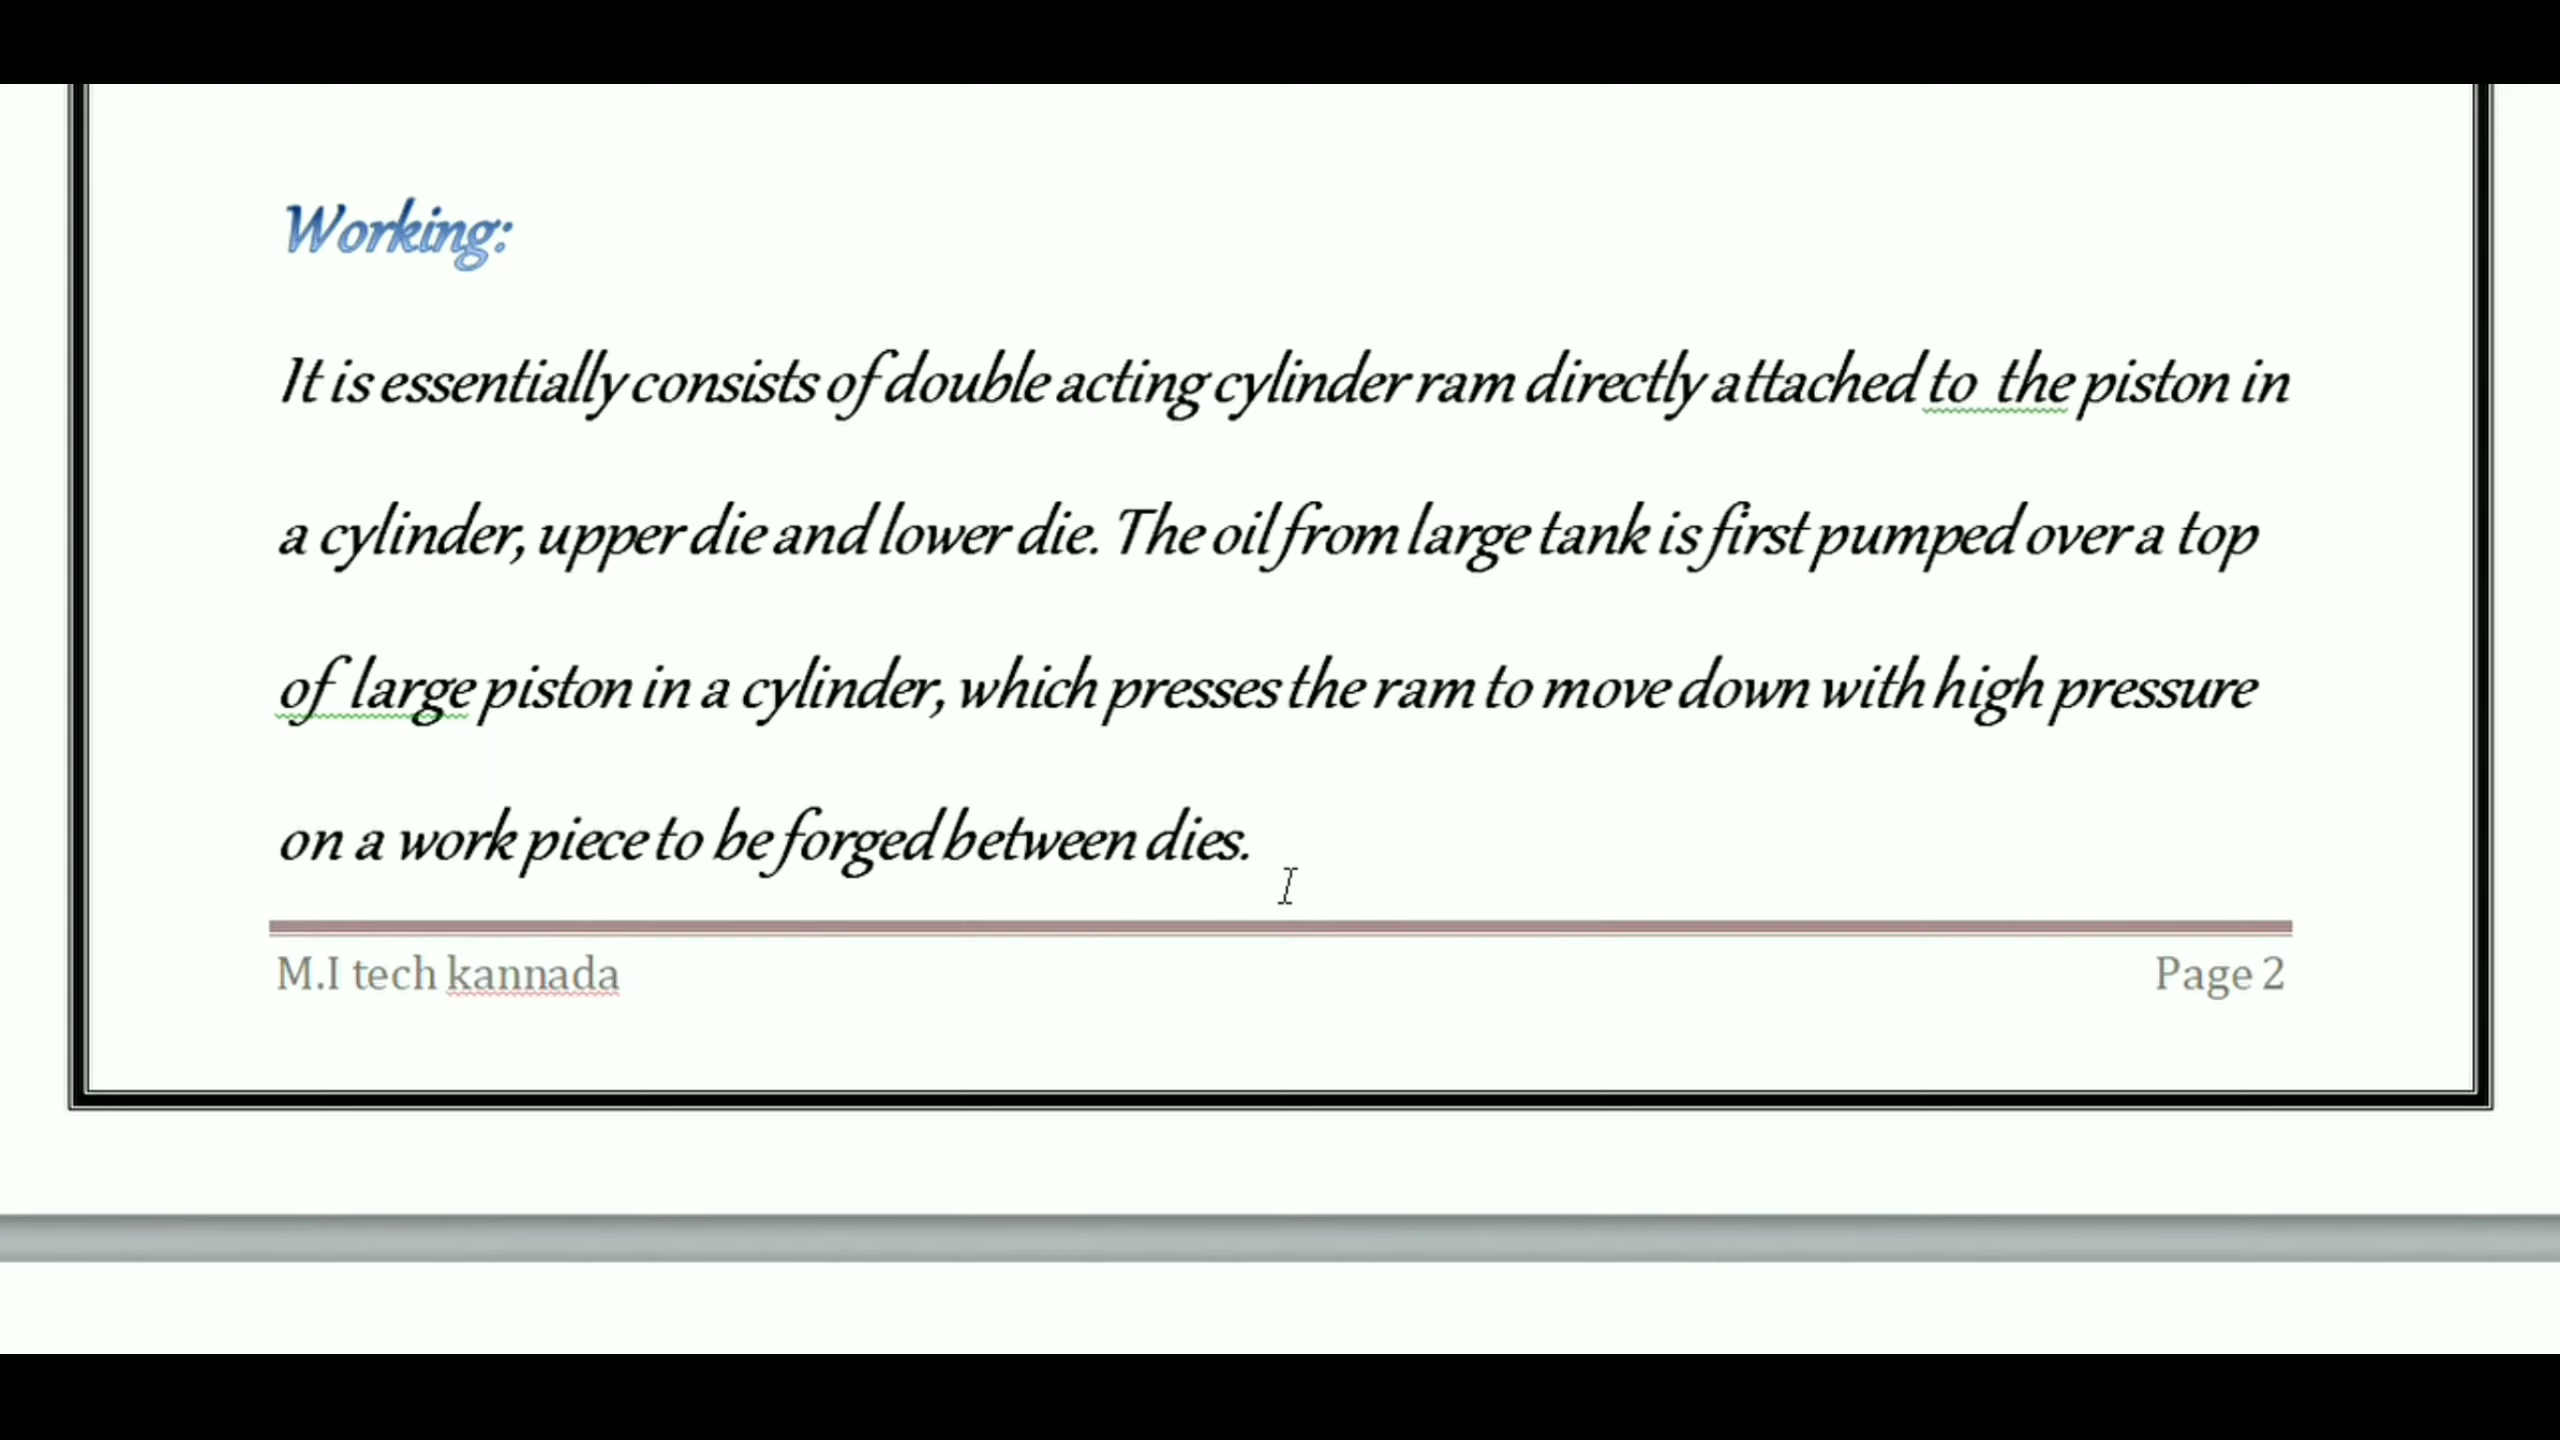 Working:
It is essentially consists of double acting cylinder ram directly attached to the piston in
a cylinder, upper die and lower die. The oil from large tank is first pumped over a top
of large piston in a cylinder, which presses the ram to move down with high pressure
on a work piece to be forged between dies.
M.I tech kannada Page 2